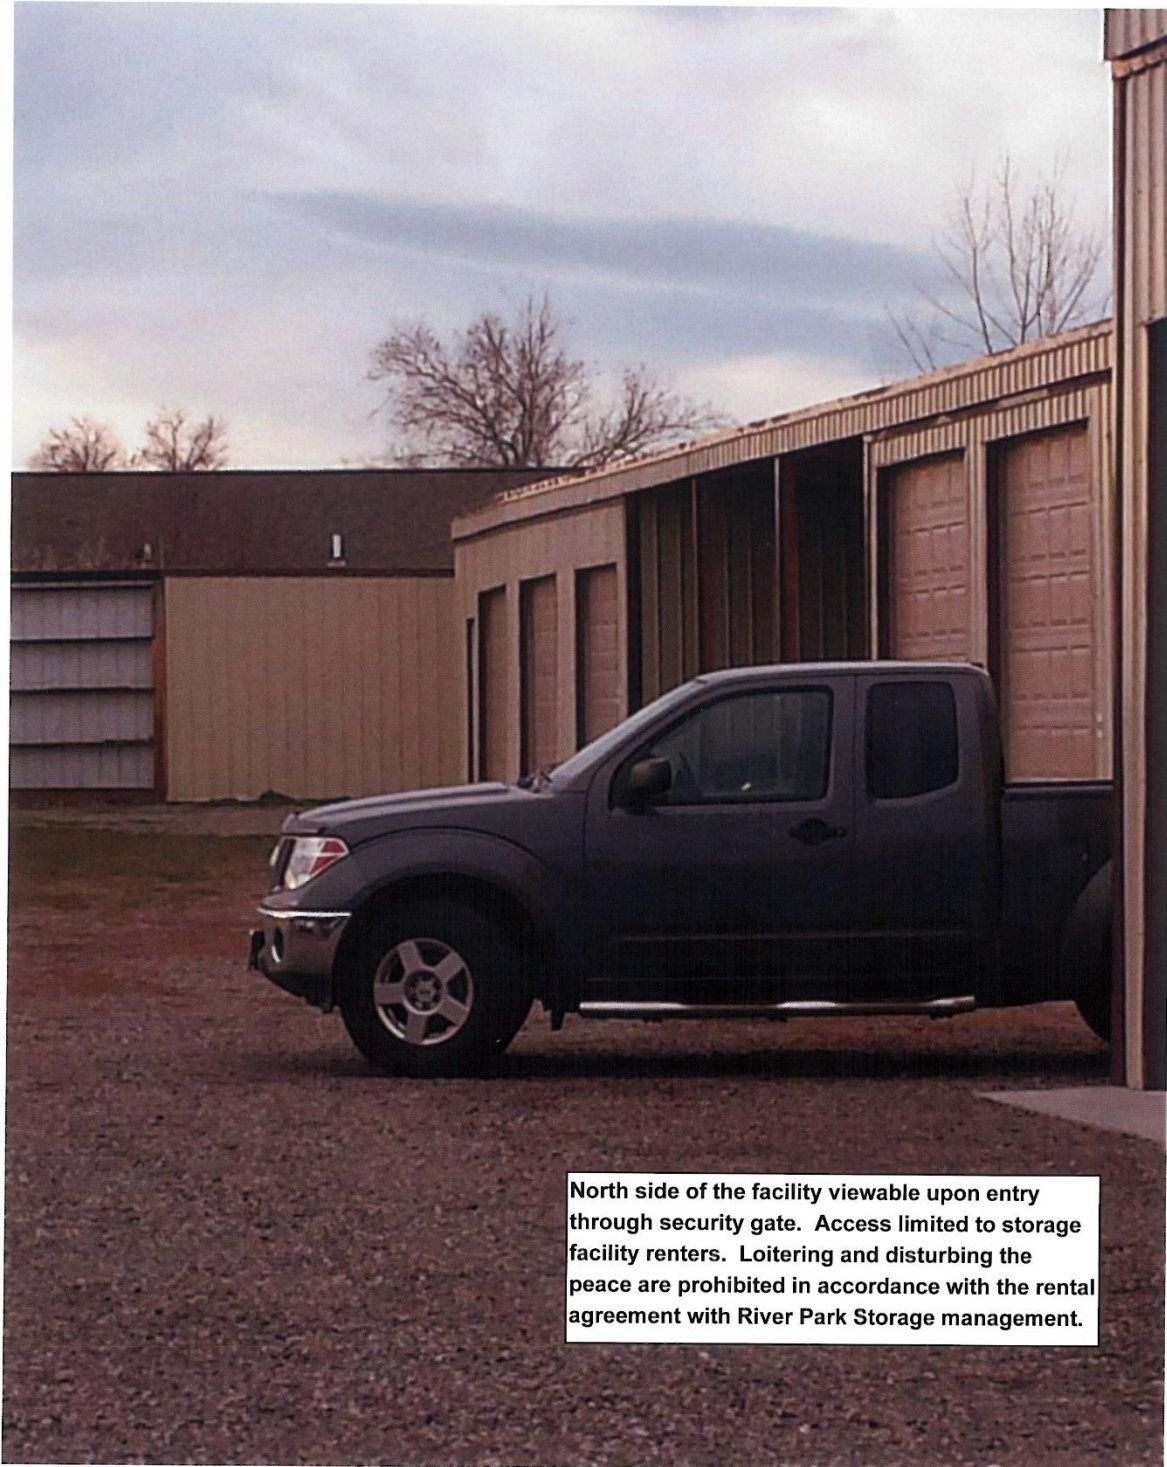 North side of the facility viewable upon entry
through security gate.  Access limited to storage
facility renters.  Loitering and disturbing the
peace are prohibited in accordance with the rental
agreement with River Park Storage management.